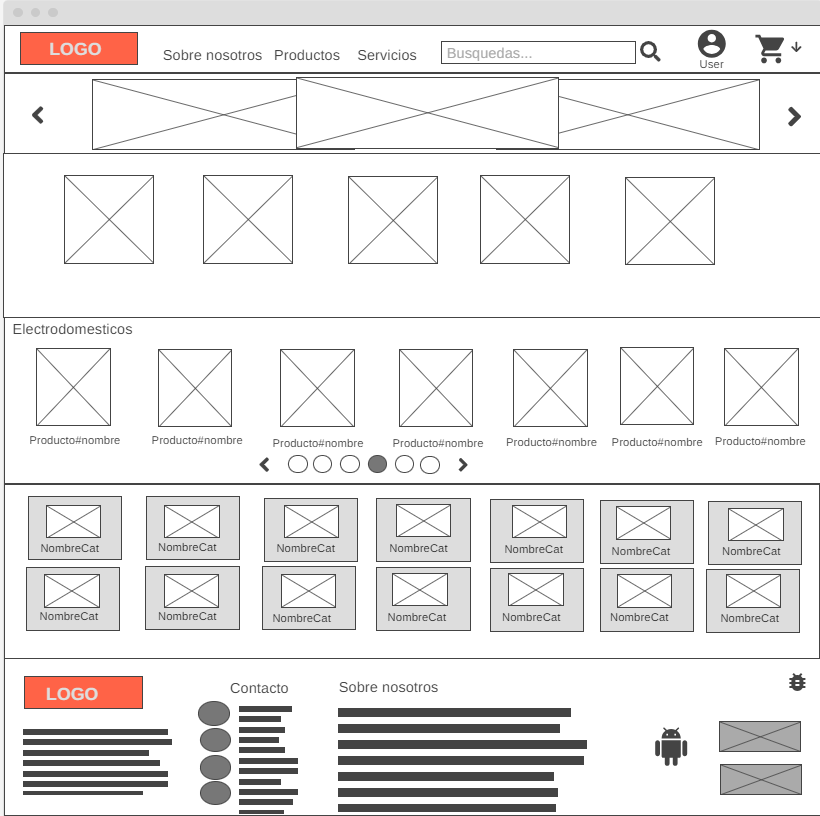 LOGO
Sobre nosotros
Productos
Servicios
Busquedas...
User
Electrodomesticos
Producto#nombre
Producto#nombre
Producto#nombre
Producto#nombre
Producto#nombre
Producto#nombre
Producto#nombre
NombreCat
NombreCat
NombreCat
NombreCat
NombreCat
NombreCat
NombreCat
NombreCat
NombreCat
NombreCat
NombreCat
NombreCat
NombreCat
NombreCat
LOGO
Contacto
Sobre nosotros